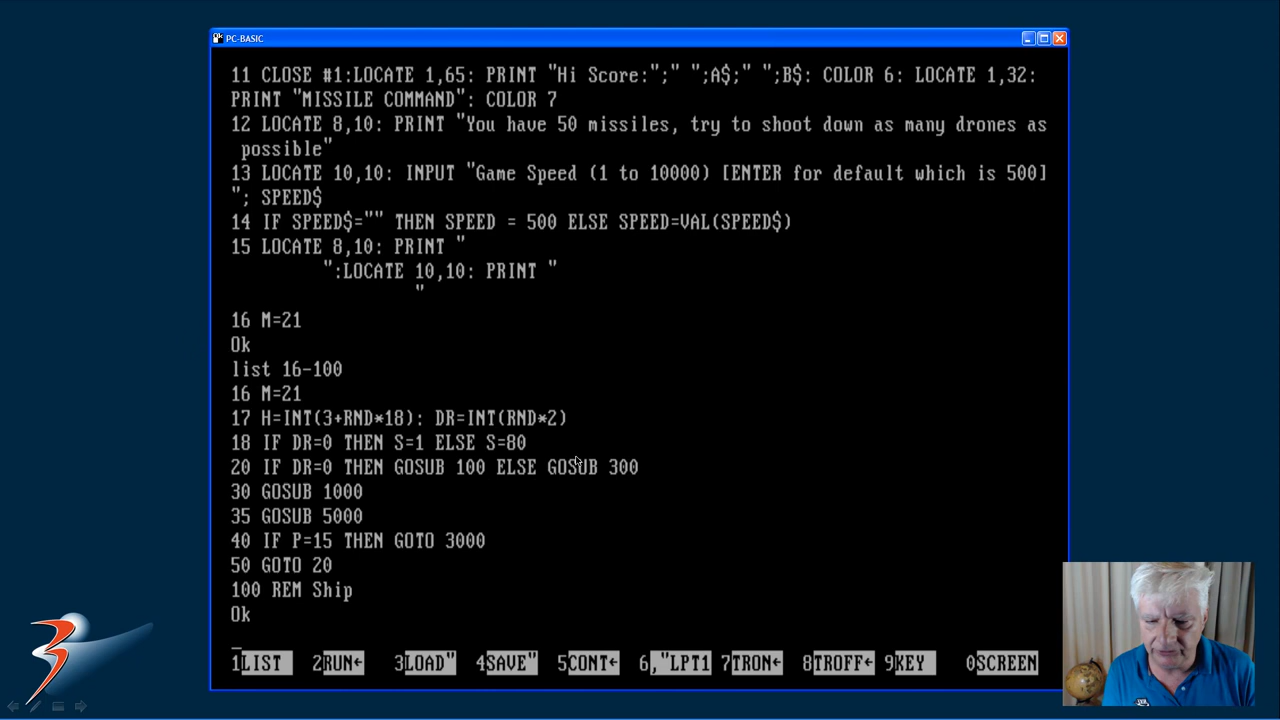 PC-BASIC
11 CLOSE #1:LOCATE 1,65: PRINT "Hi Score:";" ";A$;" ";B$: COLOR 6: LOCATE 1,32:
PRINT "MISSILE COMMAND": COLOR 7
12 LOCATE 8,10: PRINT "You have 50 missiles, try to shoot down as many drones as
possible"
13 LOCATE 10,10: INPUT "Game Speed (1 to 10000) [ENTER for default which is 500]
"; SPEED$
14 IF SPEED$="" THEN SPEED = 500 ELSE SPEED=VAL(SPEED$)
15 LOCATE 8,10: PRINT "
":LOCATE 10,10: PRINT "
"
16 M=21
Ok
list 16-100
16 M=21
17 H=INT(3+RND*18): DR=INT(RND*2)
18 IF DR=0 THEN S=1 ELSE S=80
20 IF DR=0 THEN GOSUB 100 ELSE GOSUB 300
30 GOSUB 1000
35 GOSUB 5000
40 IF P=15 THEN GOTO 3000
50 GOTO 20
100 REM Ship
Ok
1LIST 2RUN← 3LOAD" 4SAVE" 5CONT← 6,"LPT1 7TRON← 8TROFF← 9KEY 0SCREEN